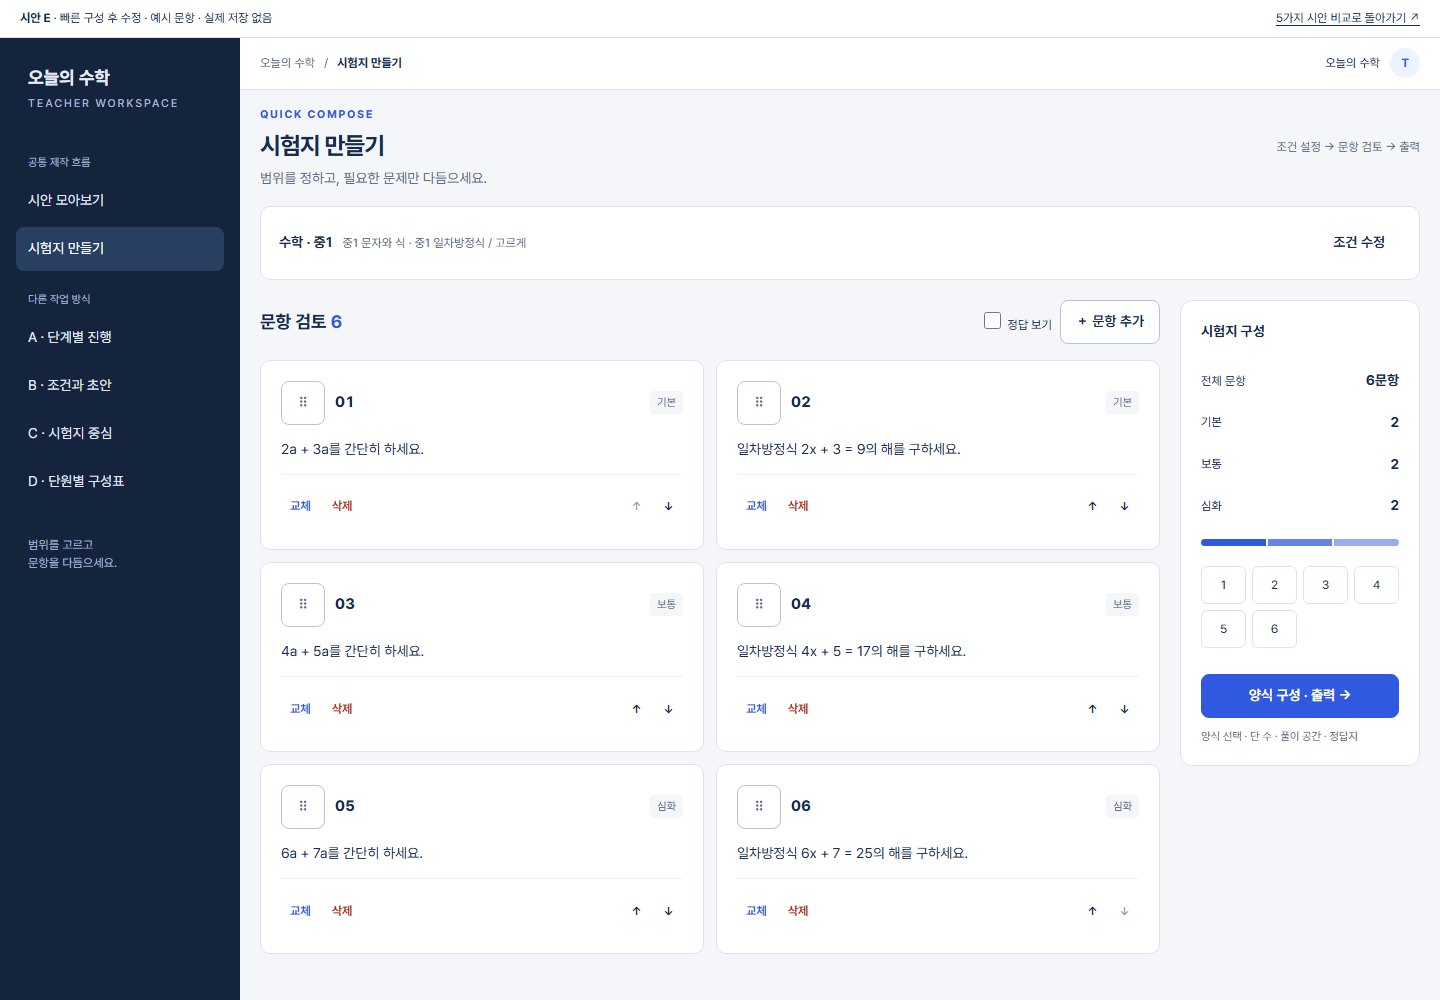 시안 E · 빠른 구성 후 수정 · 예시 문항 · 실제 저장 없음
5가지 시안 비교로 돌아가기 ↗
오늘의 수학
TEACHER WORKSPACE
공통 제작 흐름
시안 모아보기
시험지 만들기
다른 작업 방식
A · 단계별 진행
B · 조건과 초안
C · 시험지 중심
D · 단원별 구성표
범위를 고르고
문항을 다듬으세요.
오늘의 수학 / 시험지 만들기
오늘의 수학 T
QUICK COMPOSE
시험지 만들기
조건 설정 → 문항 검토 → 출력
범위를 정하고, 필요한 문제만 다듬으세요.
수학 · 중1 중1 문자와 식 · 중1 일차방정식 / 고르게
조건 수정
문항 검토 6
정답 보기
+ 문항 추가
01 기본
2a + 3a를 간단히 하세요.
교체 삭제 ↑ ↓
02 기본
일차방정식 2x + 3 = 9의 해를 구하세요.
교체 삭제 ↑ ↓
03 보통
4a + 5a를 간단히 하세요.
교체 삭제 ↑ ↓
04 보통
일차방정식 4x + 5 = 17의 해를 구하세요.
교체 삭제 ↑ ↓
05 심화
6a + 7a를 간단히 하세요.
교체 삭제 ↑ ↓
06 심화
일차방정식 6x + 7 = 25의 해를 구하세요.
교체 삭제 ↑ ↓
시험지 구성
전체 문항 6문항
기본 2
보통 2
심화 2
1 2 3 4
5 6
양식 구성 · 출력 →
양식 선택 · 단 수 · 풀이 공간 · 정답지